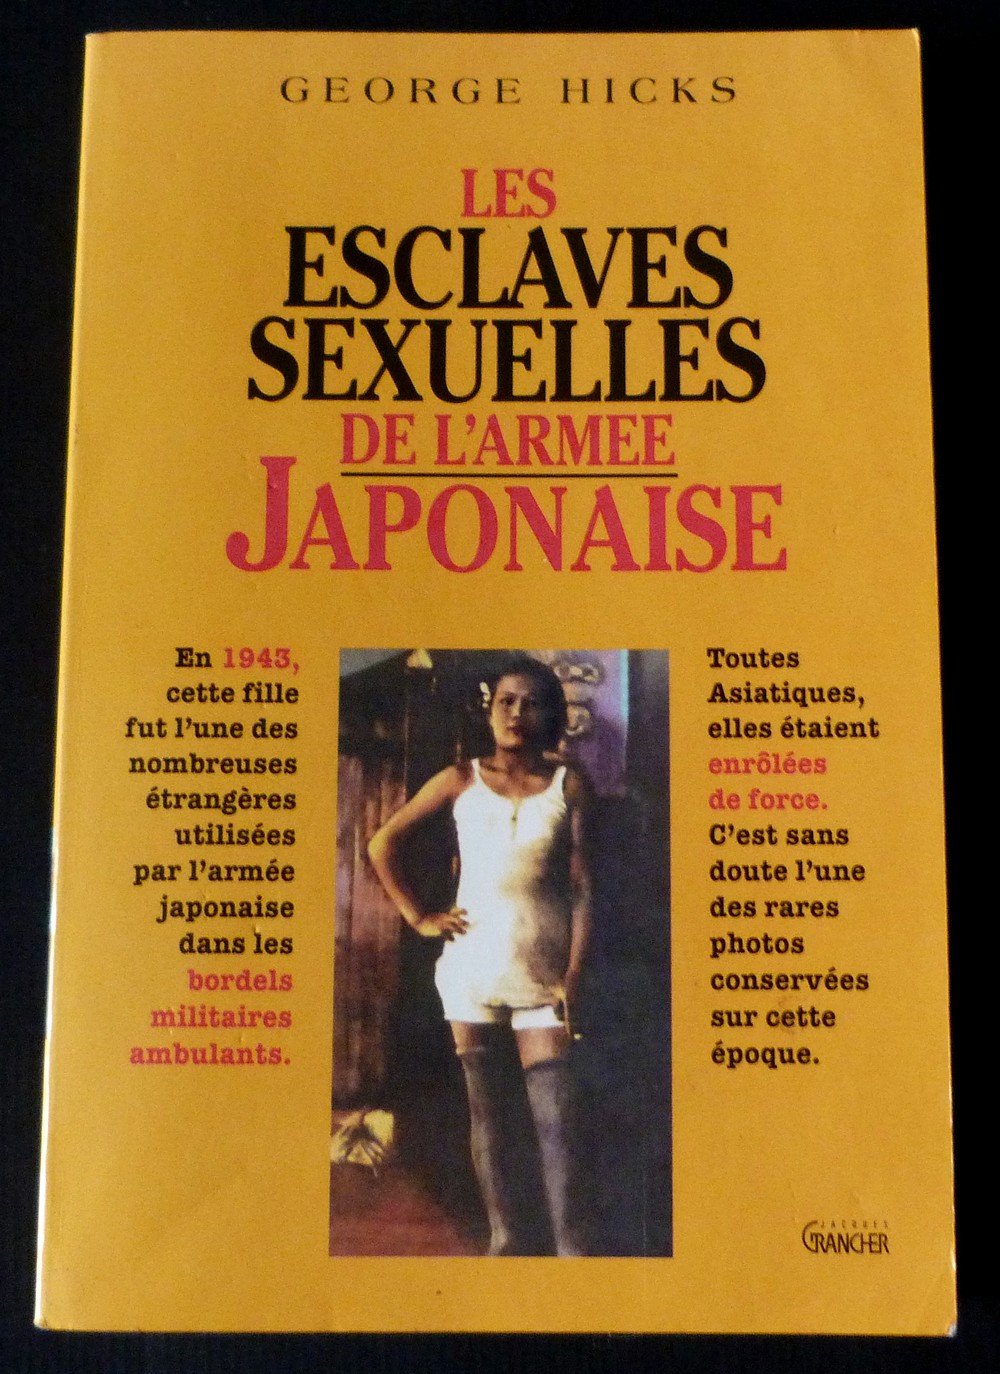 GEORGE HICKS
LES
ESCLAVES
SEXUELLES
DE L'ARMEE
JAPONAISE
En 1943,
cette fille
fut l'une des
nombreuses
étrangères
utilisées
par l'armée
japonaise
dans les
bordels
militaires
ambulants.
Toutes
Asiatiques,
elles étaient
enrôlées
de force.
C'est sans
doute l'une
des rares
photos
conservées
sur cette
époque.
JACQUES
GRANCHER